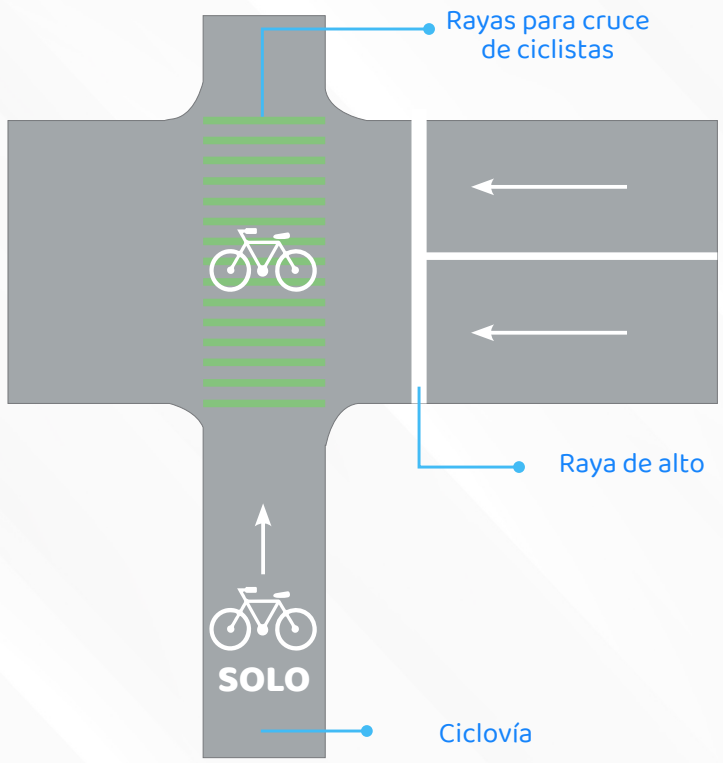 Rayas para cruce
de ciclistas
Raya de alto
SOLO
Ciclovía